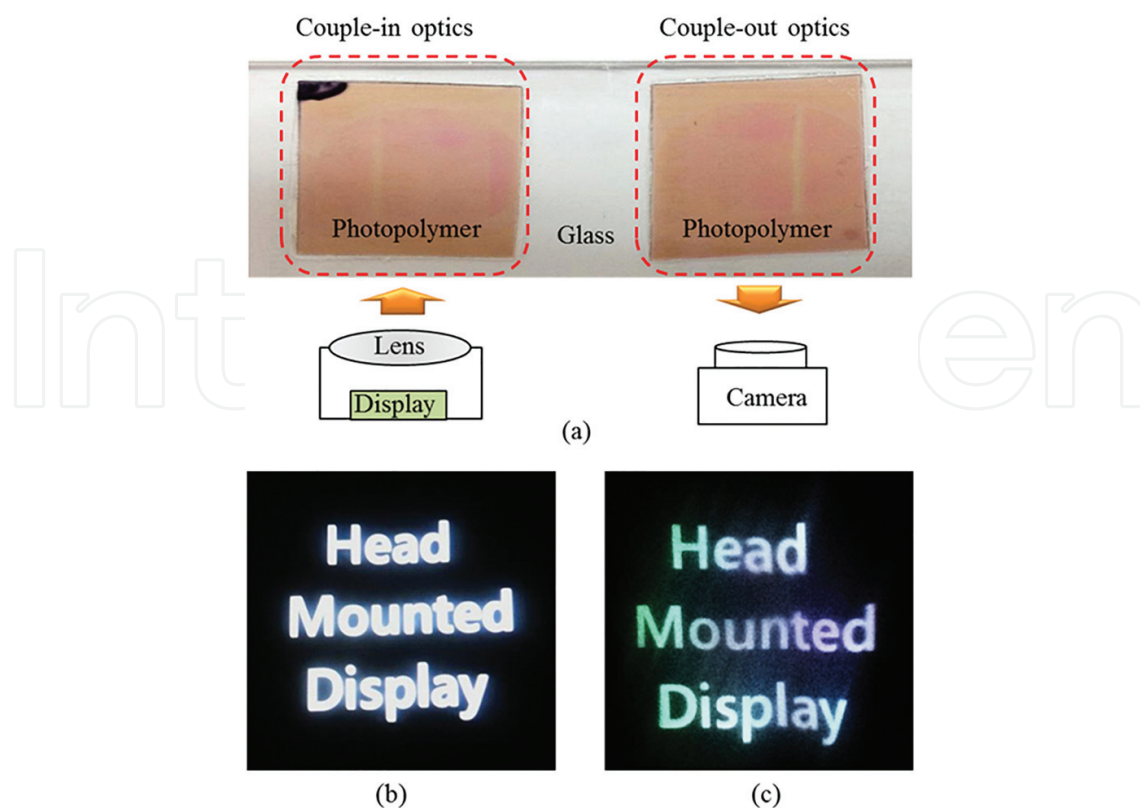 Couple-in optics
Couple-out optics
Photopolymer
Glass
Photopolymer
Lens
Display
Camera
(a)
Head
Mounted
Display
Head
Mounted
Display
(b)
(c)